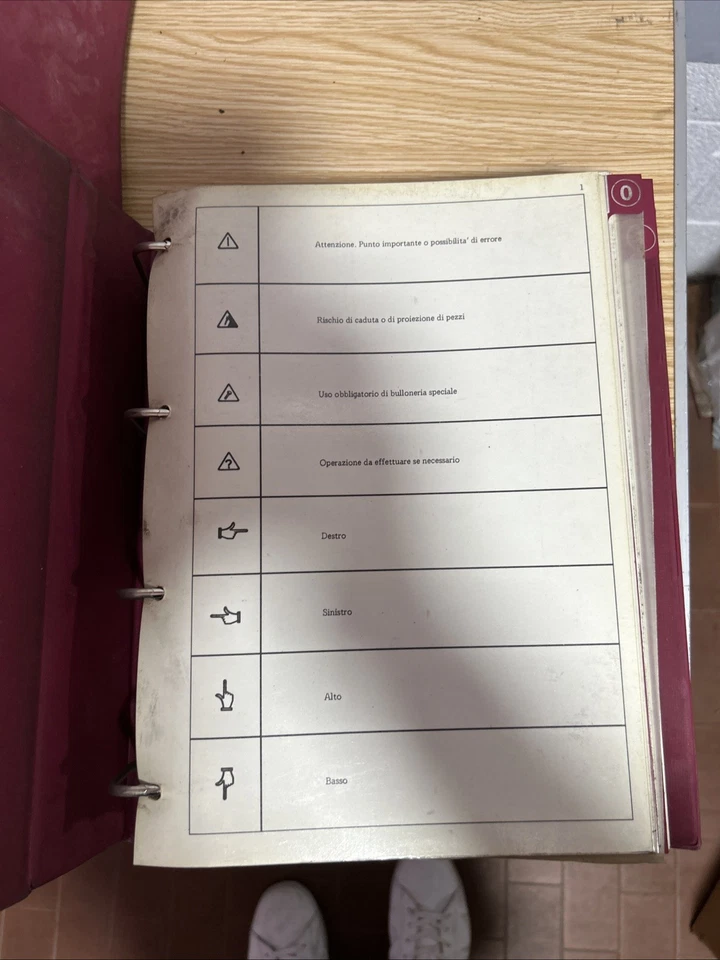 1
0
Attenzione. Punto importante o possibilita' di errore
Rischio di caduta o di proiezione di pezzi
Uso obbligatorio di bulloneria speciale
Operazione da effettuare se necessario
Destro
Sinistro
Alto
Basso